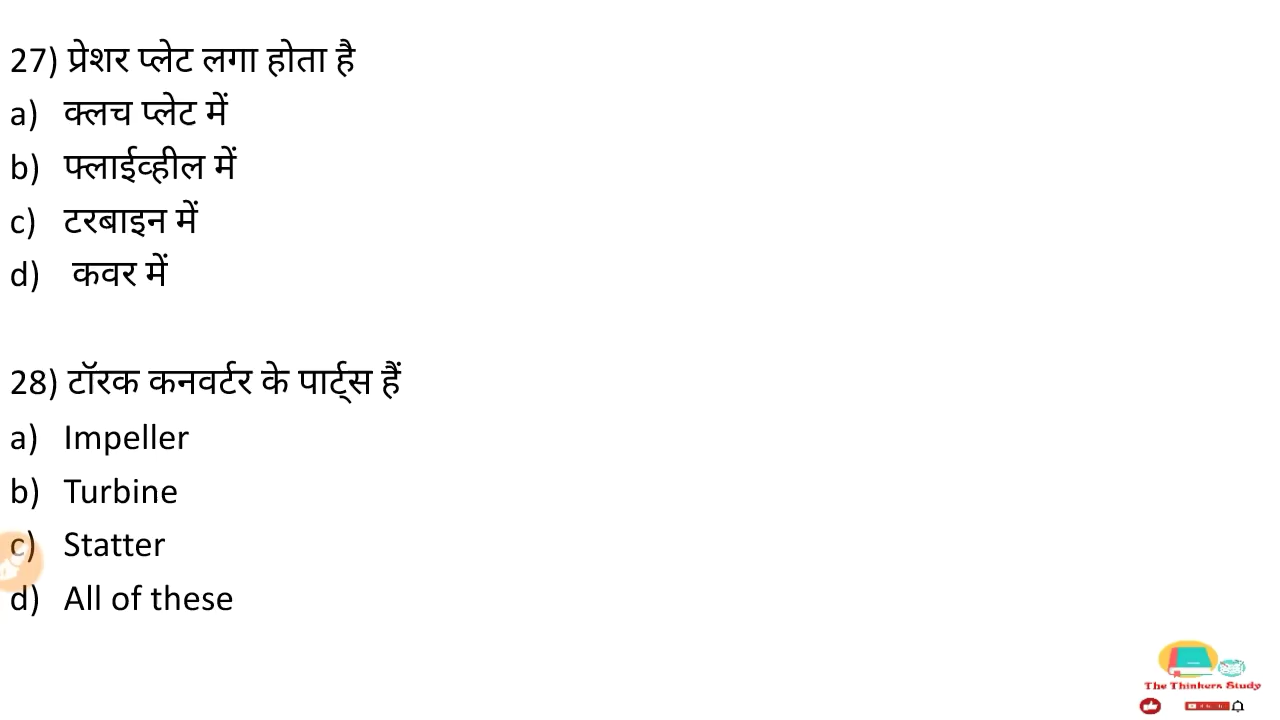 27) प्रेशर प्लेट लगा होता है
a) क्लच प्लेट में
b) फ्लाईव्हील में
c) टरबाइन में
d) कवर में
28) टॉरक कनवर्टर के पार्ट्स हैं
a) Impeller
b) Turbine
c) Statter
d) All of these
The Thinkers Study